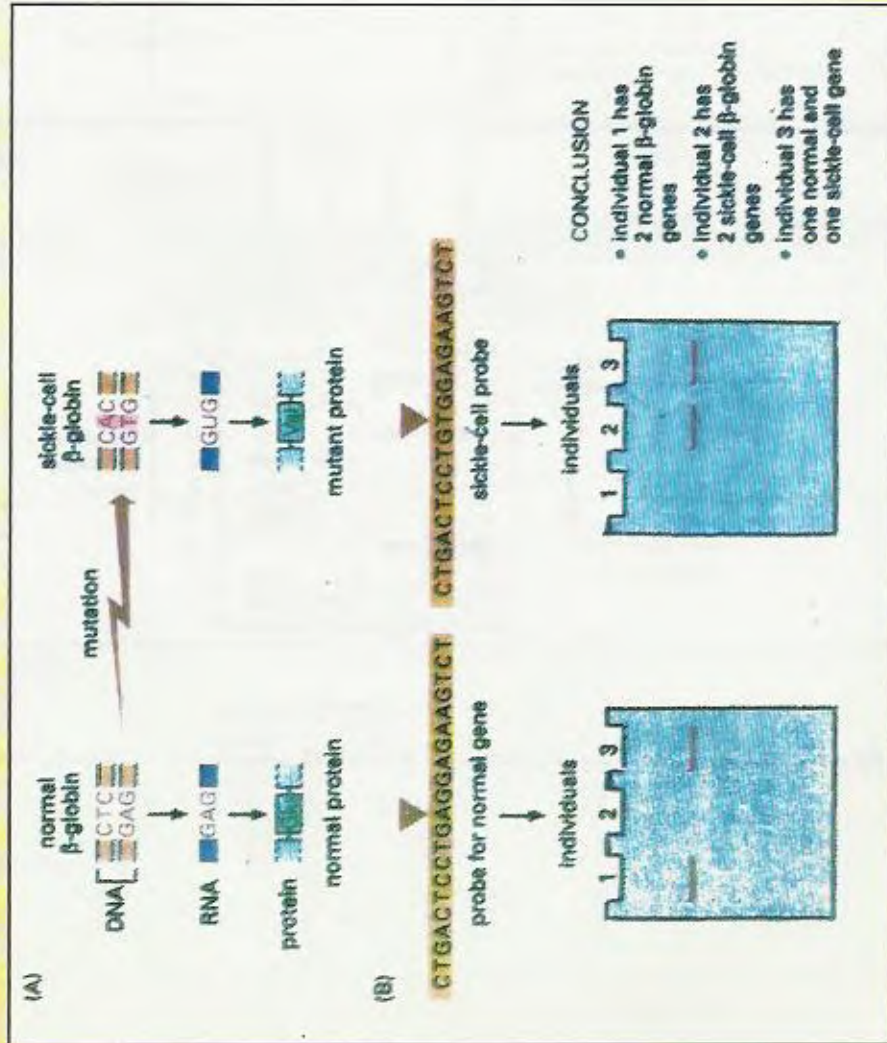 (A)
normal
β-globin
mutation
sickle-cell
β-globin
DNA
CTC
GAG
CAC
GTG
RNA
GAG
GUG
protein
normal protein
mutant protein
(B)
CTGACTCCTGAGGAGAAGTCT
probe for normal gene
CTGACTCCTGTGGAGAAGTCT
sickle-cell probe
individuals
1 2 3
individuals
1 2 3
CONCLUSION
• individual 1 has
2 normal β-globin
genes
• individual 2 has
2 sickle-cell β-globin
genes
• individual 3 has
one normal and
one sickle-cell gene